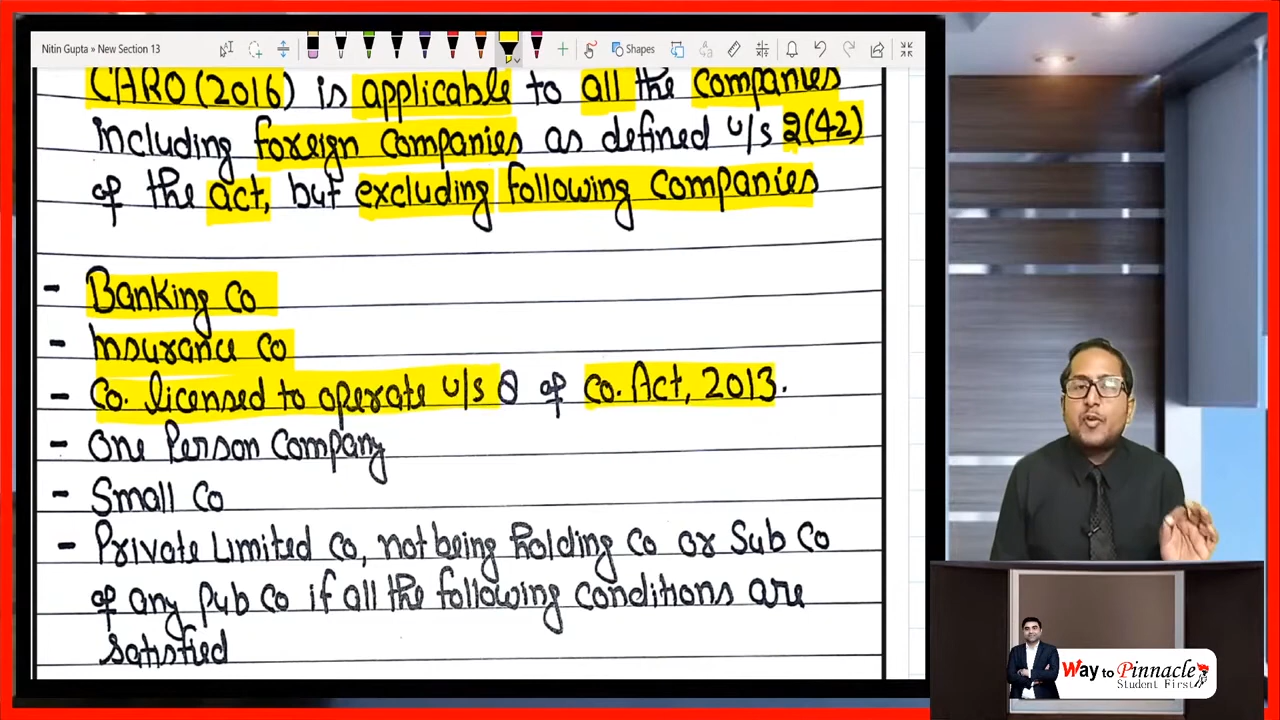 Nitin Gupta » New Section 13
Shapes
CARO (2016) is applicable to all the Companies
including foreign companies as defined u/s 2(42)
of the act, but excluding following companies
- Banking Co
- Insurance Co
- Co. licensed to operate u/s 8 of Co. Act, 2013.
- One Person Company
- Small Co
- Private Limited Co, not being holding Co or Sub Co
of any Pub Co if all the following conditions are
satisfied
Way to Pinnacle
Student First